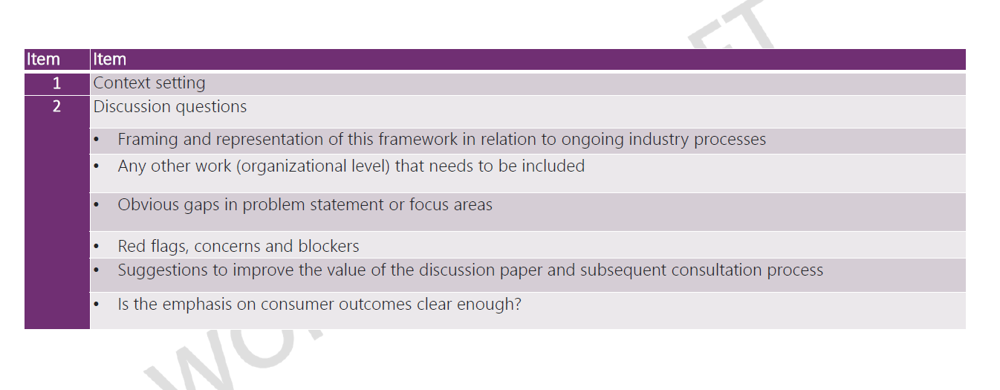 Item Item
1 Context setting
2 Discussion questions
• Framing and representation of this framework in relation to ongoing industry processes
• Any other work (organizational level) that needs to be included
• Obvious gaps in problem statement or focus areas
• Red flags, concerns and blockers
• Suggestions to improve the value of the discussion paper and subsequent consultation process
• Is the emphasis on consumer outcomes clear enough?